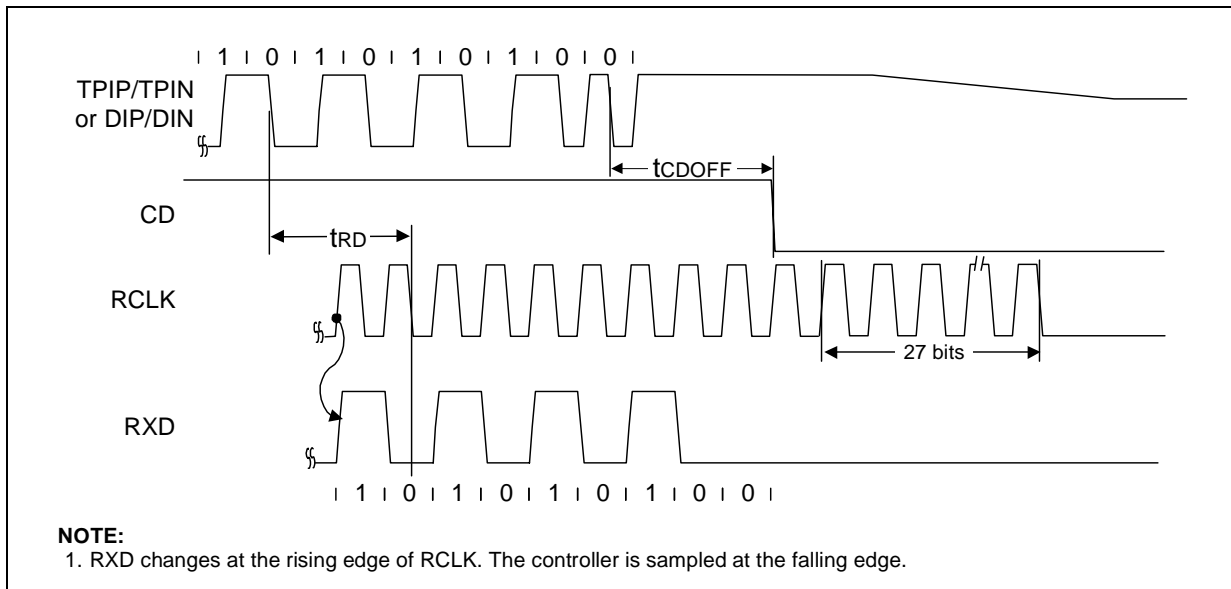 1 0 1 0 1 0 1 0 0
TPIP/TPIN
or DIP/DIN
tCDOFF
CD
tRD
RCLK
27 bits
RXD
1 0 1 0 1 0 1 0 0
NOTE:
1. RXD changes at the rising edge of RCLK. The controller is sampled at the falling edge.